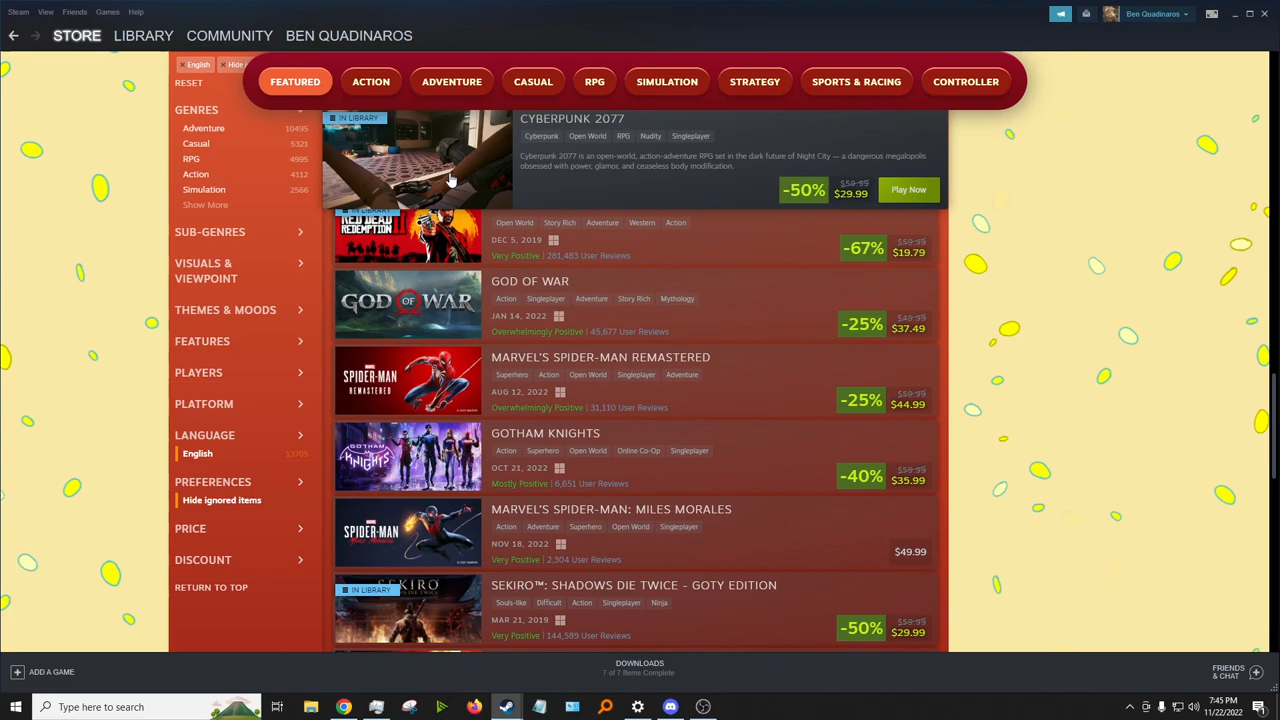 Steam View Friends Games Help
Ben Quadinaros
STORE LIBRARY COMMUNITY BEN QUADINAROS
English
Hide i
RESET
FEATURED ACTION ADVENTURE CASUAL RPG SIMULATION STRATEGY SPORTS & RACING CONTROLLER
GENRES
Adventure 10495
Casual 5321
RPG 4995
Action 4112
Simulation 2566
Show More
SUB-GENRES
VISUALS &
VIEWPOINT
THEMES & MOODS
FEATURES
PLAYERS
PLATFORM
LANGUAGE
English 13705
PREFERENCES
Hide ignored items
PRICE
DISCOUNT
RETURN TO TOP
IN LIBRARY
CYBERPUNK 2077
Cyberpunk Open World RPG Nudity Singleplayer
Cyberpunk 2077 is an open-world, action-adventure RPG set in the dark future of Night City — a dangerous megalopolis
obsessed with power, glamor, and ceaseless body modification.
-50% $59.99 $29.99 Play Now
IN LIBRARY
RED DEAD
REDEMPTION
Open World Story Rich Adventure Western Action
DEC 5, 2019
Very Positive | 281,483 User Reviews
-67% $59.99 $19.79
GOD OF WAR
GOD OF WAR
Action Singleplayer Adventure Story Rich Mythology
JAN 14, 2022
Overwhelmingly Positive | 45,677 User Reviews
-25% $49.99 $37.49
MARVEL
SPIDER-MAN
REMASTERED
MARVEL'S SPIDER-MAN REMASTERED
Superhero Action Open World Singleplayer Adventure
AUG 12, 2022
Overwhelmingly Positive | 31,110 User Reviews
-25% $59.99 $44.99
GOTHAM
KNIGHTS
GOTHAM KNIGHTS
Action Superhero Open World Online Co-Op Singleplayer
OCT 21, 2022
Mostly Positive | 6,651 User Reviews
-40% $59.99 $35.99
MARVEL
SPIDER-MAN
MARVEL'S SPIDER-MAN: MILES MORALES
Action Adventure Superhero Open World Singleplayer
NOV 18, 2022
Very Positive | 2,304 User Reviews
$49.99
SEKIRO
IN LIBRARY
SEKIRO™: SHADOWS DIE TWICE - GOTY EDITION
Souls-like Difficult Action Singleplayer Ninja
MAR 21, 2019
Very Positive | 144,589 User Reviews
-50% $59.99 $29.99
ADD A GAME
DOWNLOADS
7 of 7 Items Complete
FRIENDS
& CHAT
Type here to search
7:45 PM
11/22/2022